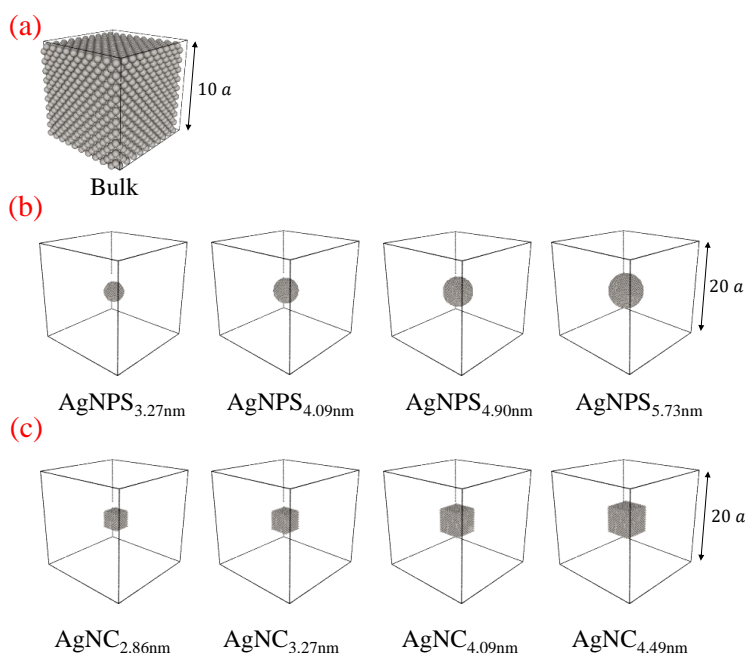 (a)
10 a
Bulk
(b)
20 a
AgNPS3.27nm AgNPS4.09nm AgNPS4.90nm AgNPS5.73nm
(c)
20 a
AgNC2.86nm AgNC3.27nm AgNC4.09nm AgNC4.49nm